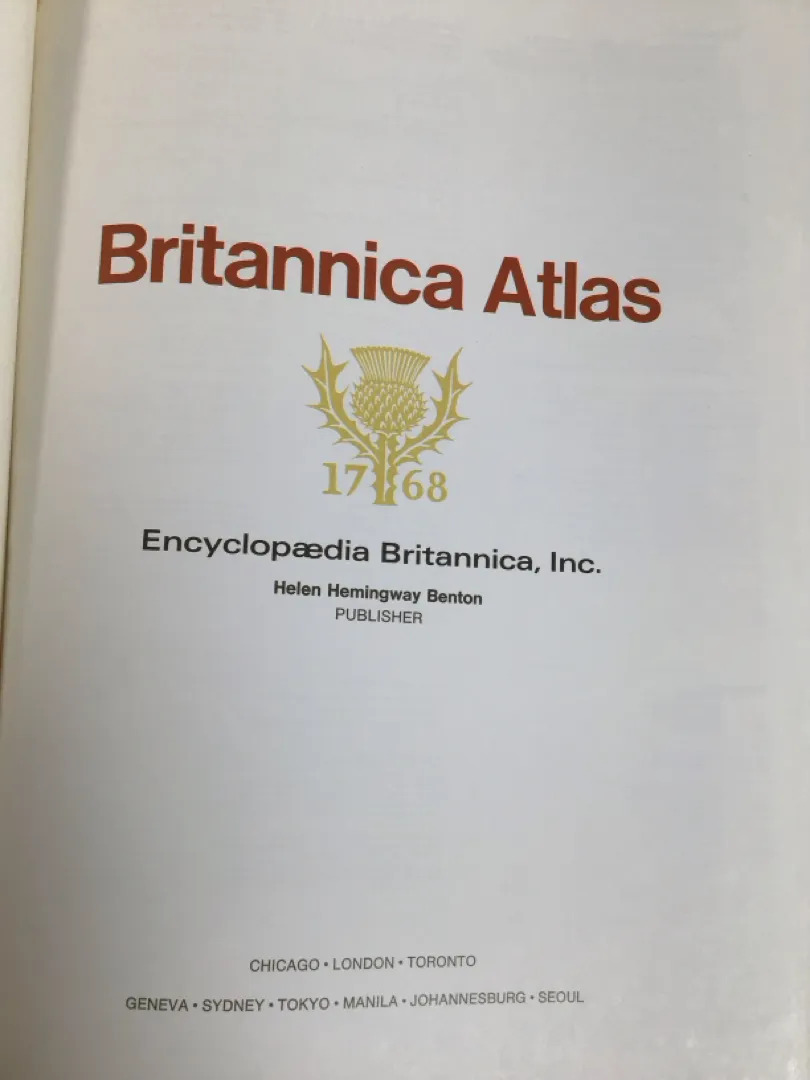 Britannica Atlas
1768
Encyclopædia Britannica, Inc.
Helen Hemingway Benton
PUBLISHER
CHICAGO • LONDON • TORONTO
GENEVA • SYDNEY • TOKYO • MANILA • JOHANNESBURG • SEOUL